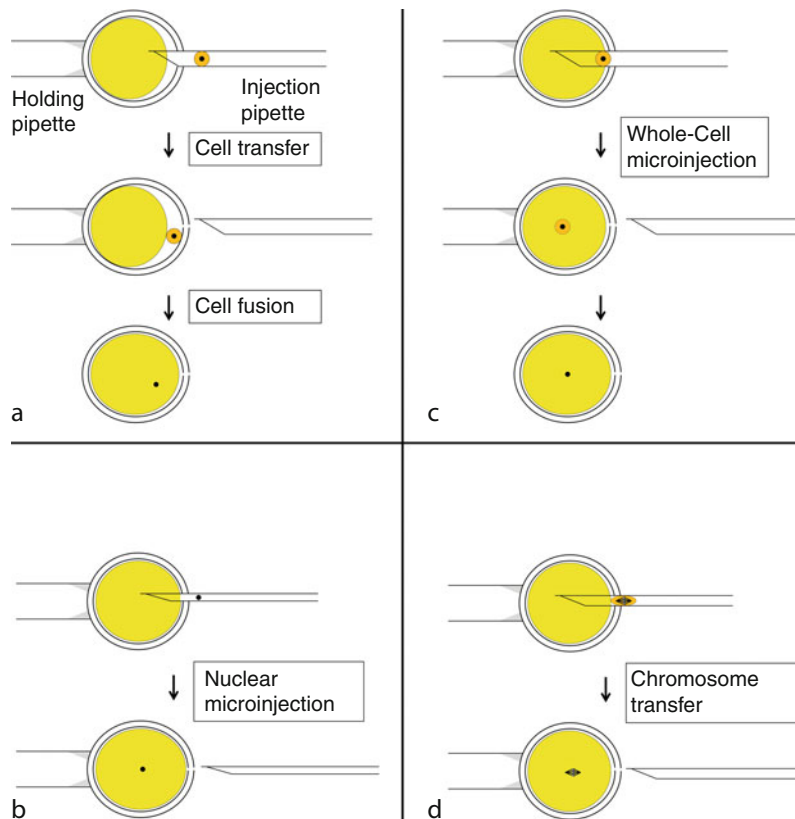 Holding
pipette
Injection
pipette
Cell transfer
Cell fusion
a
Whole-Cell
microinjection
c
Nuclear
microinjection
b
Chromosome
transfer
d